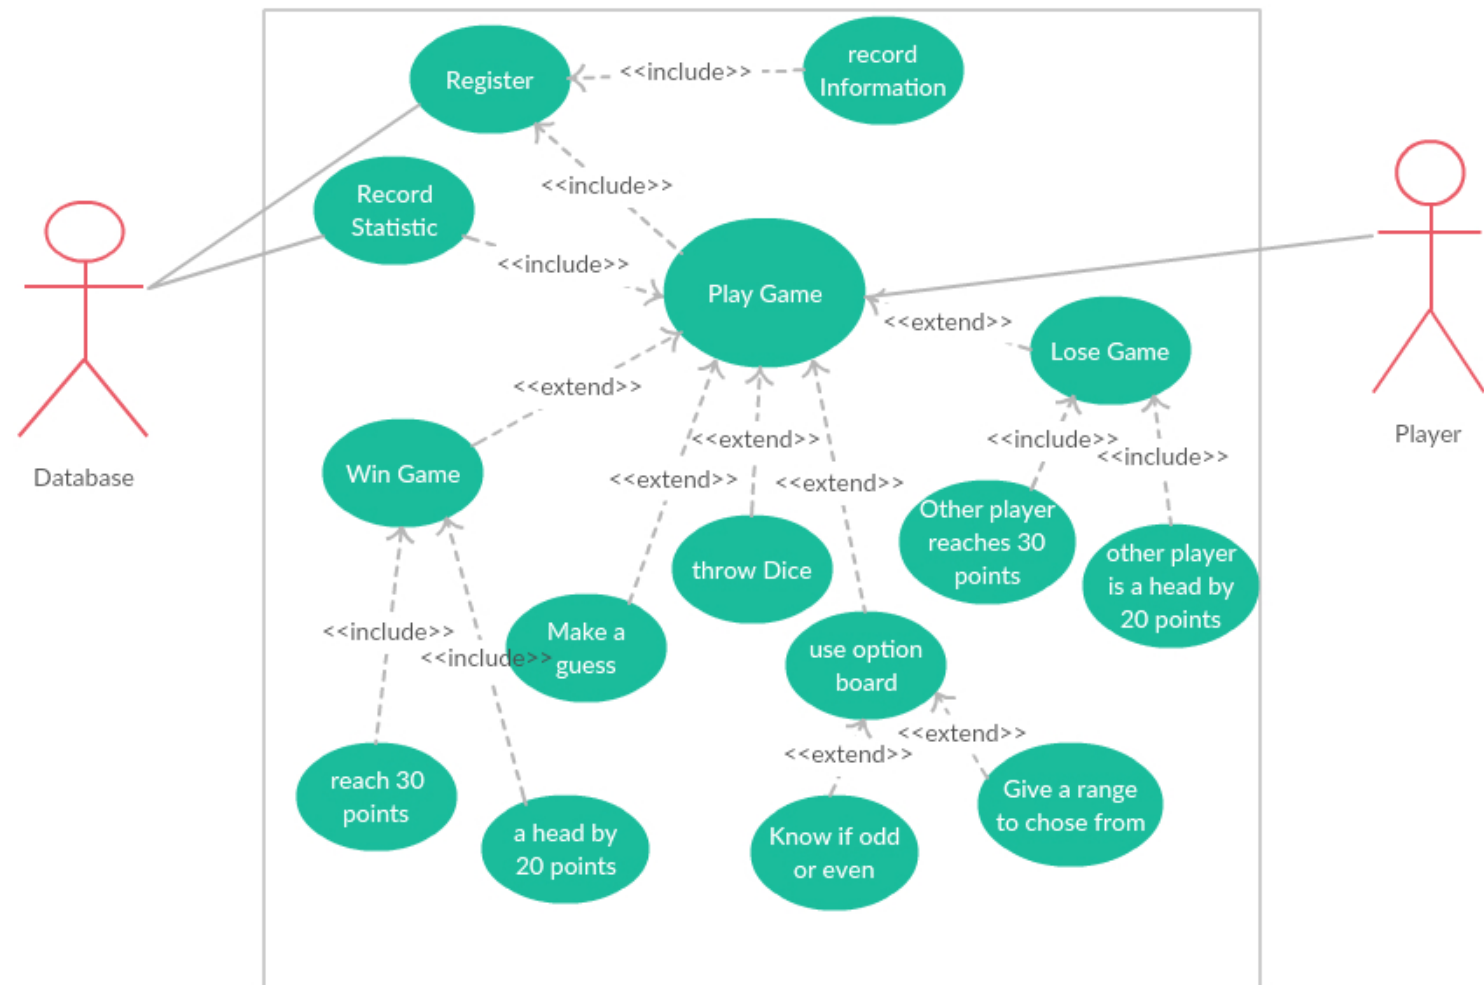 Register
<<include>>
record
Information
<<include>>
Record
Statistic
<<include>>
Play Game
<<extend>>
Lose Game
<<extend>>
Win Game
Database
Player
<<extend>>
<<extend>>
<<extend>>
<<include>>
<<include>>
Other player
reaches 30
points
other player
is a head by
20 points
throw Dice
Make a
guess
<<include>>
<<include>>
use option
board
<<extend>>
<<extend>>
reach 30
points
a head by
20 points
Know if odd
or even
Give a range
to chose from